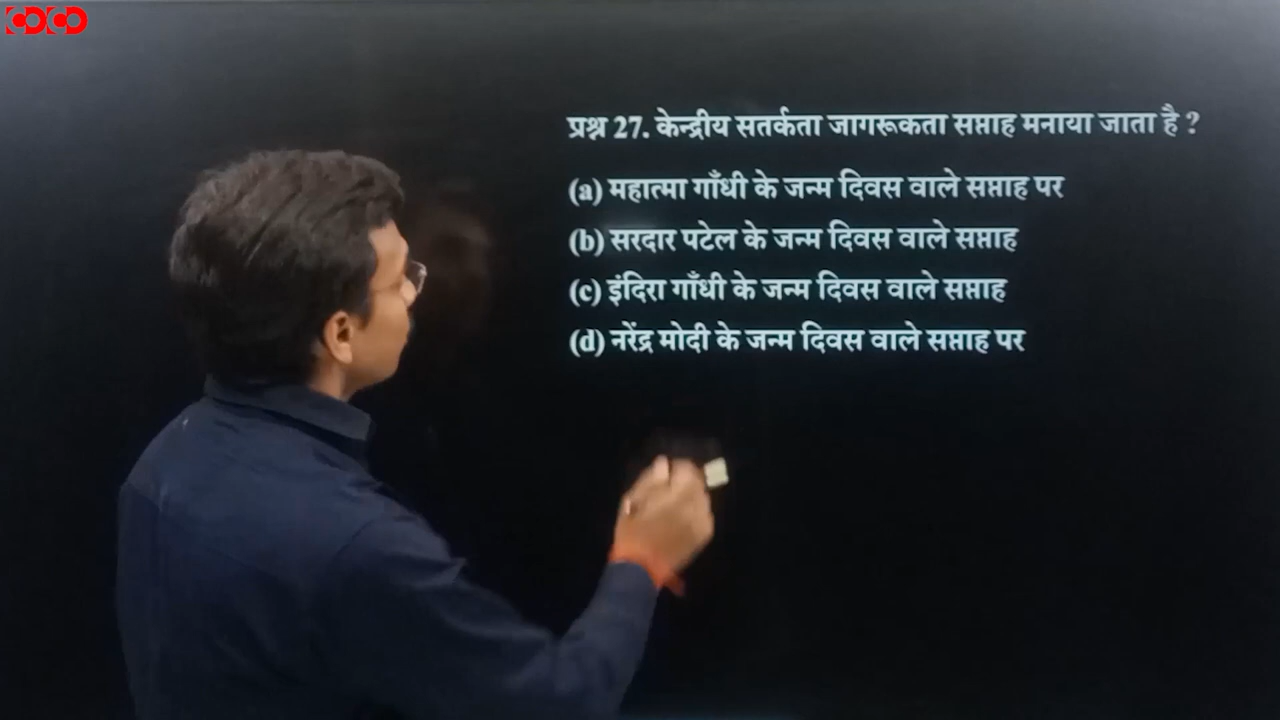 COCO
प्रश्न 27. केन्द्रीय सतर्कता जागरूकता सप्ताह मनाया जाता है ?
(a) महात्मा गाँधी के जन्म दिवस वाले सप्ताह पर
(b) सरदार पटेल के जन्म दिवस वाले सप्ताह
(c) इंदिरा गाँधी के जन्म दिवस वाले सप्ताह
(d) नरेंद्र मोदी के जन्म दिवस वाले सप्ताह पर